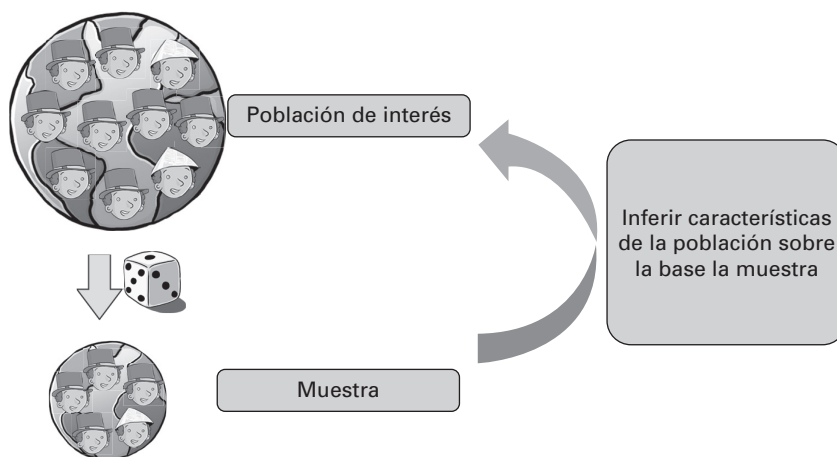 Población de interés
Inferir características
de la población sobre
la base la muestra
Muestra